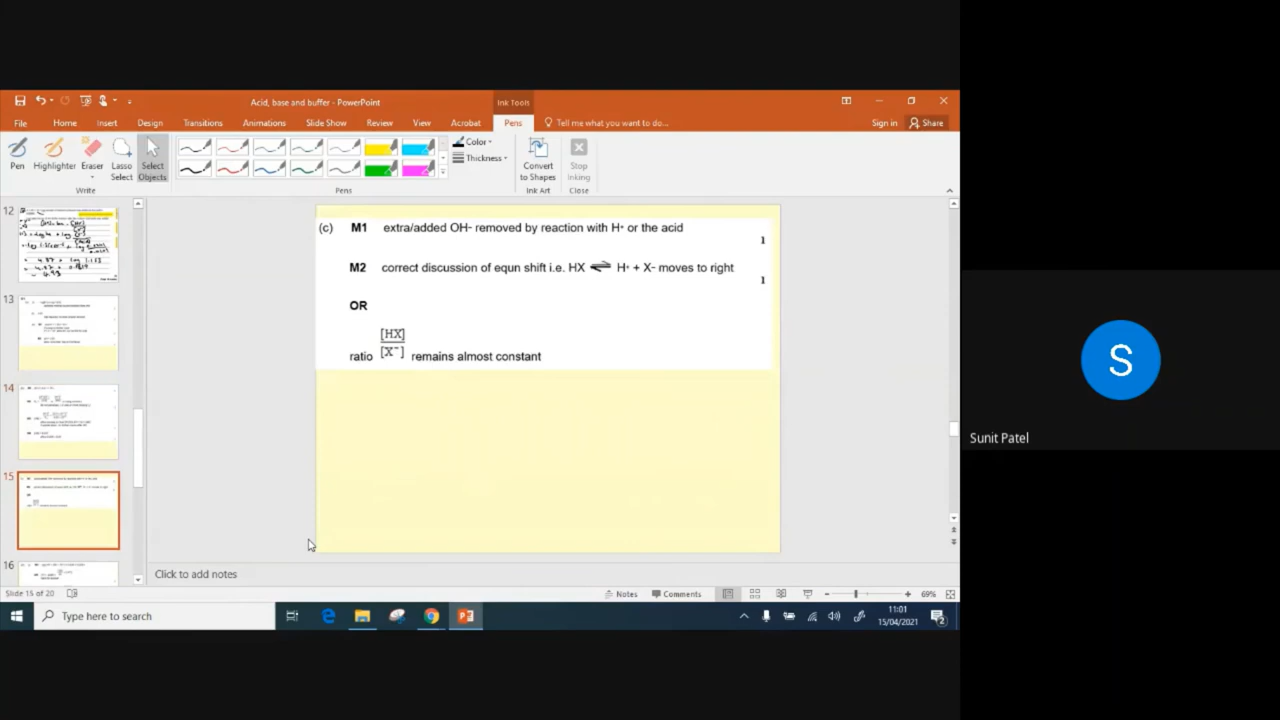 Acid, base and buffer - PowerPoint
Ink Tools
File Home Insert Design Transitions Animations Slide Show Review View Acrobat Pens Tell me what you want to do... Sign in Share
Pen Highlighter Eraser Lasso Select Select Objects
Color
Thickness
Convert to Shapes
Stop Inking
Write Pens Ink Art Close
12
13
14
15
16
(c) M1 extra/added OH- removed by reaction with H+ or the acid
1
M2 correct discussion of equn shift i.e. HX ⇌ H+ + X- moves to right
1
OR
[HX]
ratio [X⁻] remains almost constant
Click to add notes
Slide 15 of 20 Notes Comments 69%
Type here to search
11:01
15/04/2021
2
S
Sunit Patel